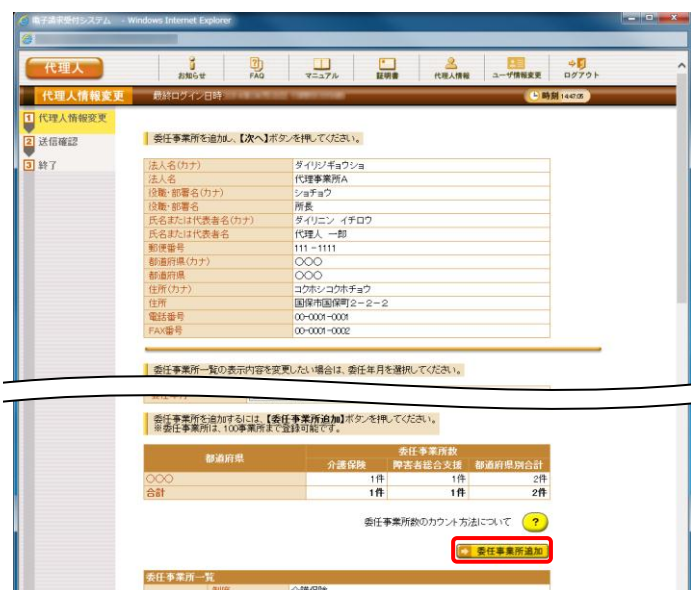 電子請求受付システム - Windows Internet Explorer
代理人
お知らせ FAQ マニュアル 証明書 代理人情報 ユーザ情報変更 ログアウト
代理人情報変更 最終ログイン日時 時刻 14:47:05
1 代理人情報変更
2 送信確認
3 終了
委任事業所を追加し、【次へ】ボタンを押してください。
法人名(カナ) ダイリジギョウショ
法人名 代理事業所A
役職・部署名(カナ) ショチョウ
役職・部署名 所長
氏名または代表者名(カナ) ダイリニン イチロウ
氏名または代表者名 代理人 一郎
郵便番号 111 -1111
都道府県(カナ) ○○○
都道府県 ○○○
住所(カナ) コクホシコクホチョウ
住所 国保市国保町2-2-2
電話番号 00-0001-0001
FAX番号 00-0001-0002
委任事業所一覧の表示内容を変更したい場合は、委任年月を選択してください。
委任事業所を追加するには、【委任事業所追加】ボタンを押してください。
※委任事業所は、100事業所まで登録可能です。
都道府県 委任事業所数
介護保険 障害者総合支援 都道府県別合計
○○○ 1件 1件 2件
合計 1件 1件 2件
委任事業所数のカウント方法について ?
委任事業所追加
委任事業所一覧